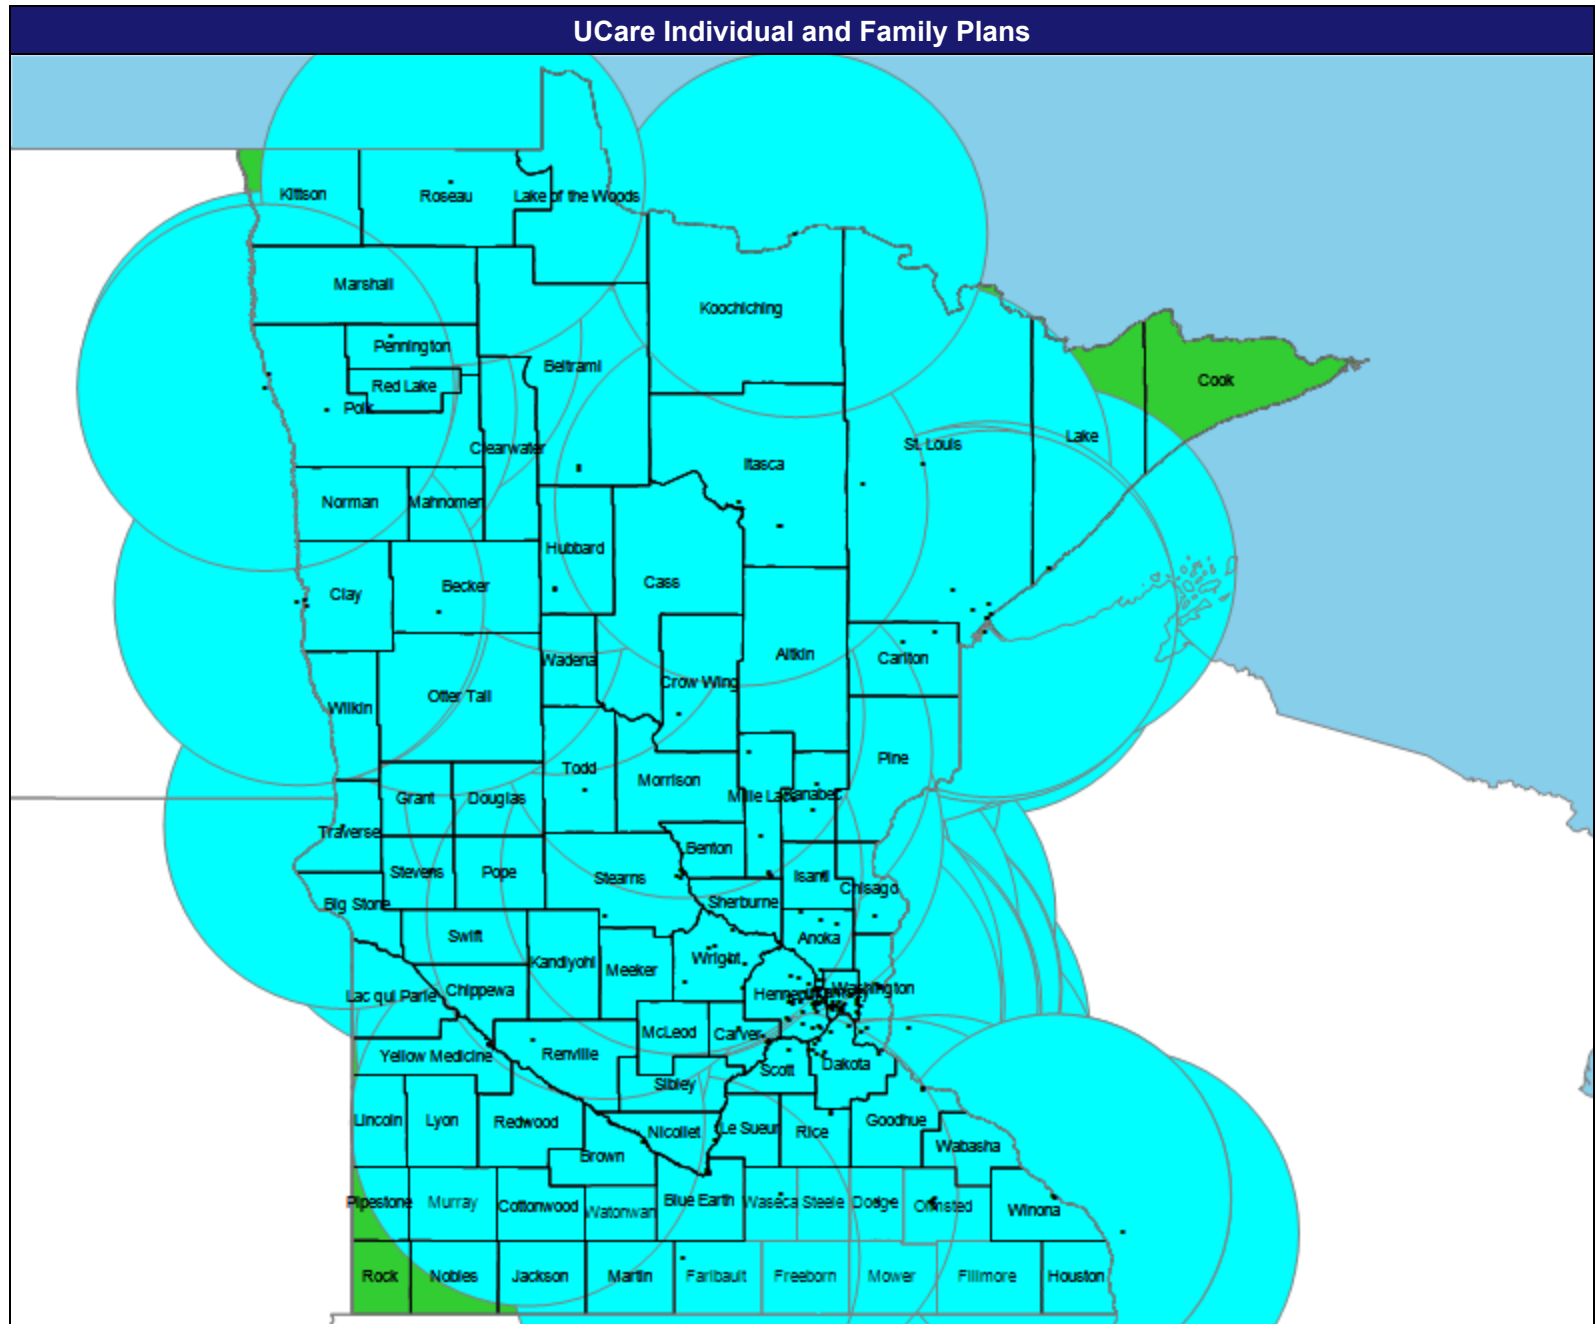 UCare Individual and Family Plans
Kittson
Roseau
Lake of the Woods
Marshall
Koochiching
Pennington
Beltrami
Red Lake
Cook
Polk
Lake
Clearwater
St. Louis
Itasca
Norman
Mahnomen
Hubbard
Cass
Becker
Clay
Aitkin
Carlton
Wadena
Crow Wing
Otter Tail
Wilkin
Pine
Todd
Morrison
Grant
Douglas
Mille Lacs
Kanabec
Traverse
Benton
Stevens
Pope
Stearns
Isanti
Chisago
Big Stone
Sherburne
Swift
Anoka
Wright
Kandiyohi
Meeker
Washington
Chippewa
Lac qui Parle
Hennepin
McLeod
Carver
Renville
Yellow Medicine
Scott
Dakota
Sibley
Lincoln
Lyon
Redwood
Goodhue
Nicollet
Le Sueur
Rice
Wabasha
Brown
Pipestone
Murray
Cottonwood
Watonwan
Blue Earth
Waseca
Steele
Dodge
Olmsted
Winona
Rock
Nobles
Jackson
Martin
Faribault
Freeborn
Mower
Fillmore
Houston